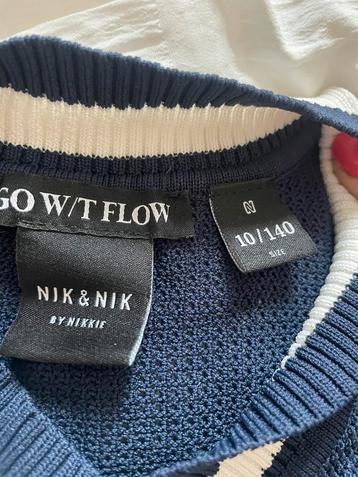 GO W/T FLOW
NIK & NIK
BY NIKKIE
N
10/140
SIZE